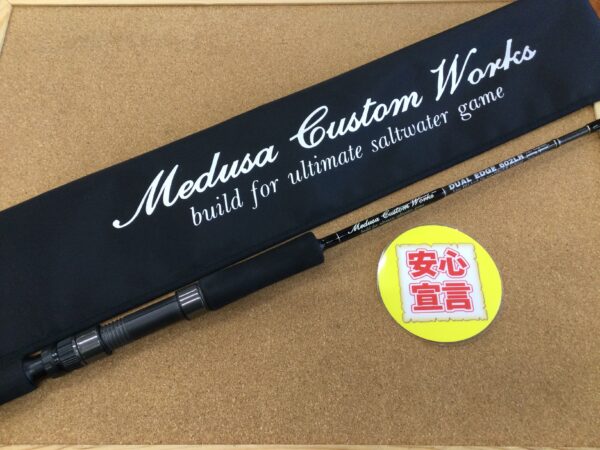 Medusa Custom Works
build for ultimate saltwater game
Medusa Custom Works
DUAL EDGE 602LR
安心
宣言